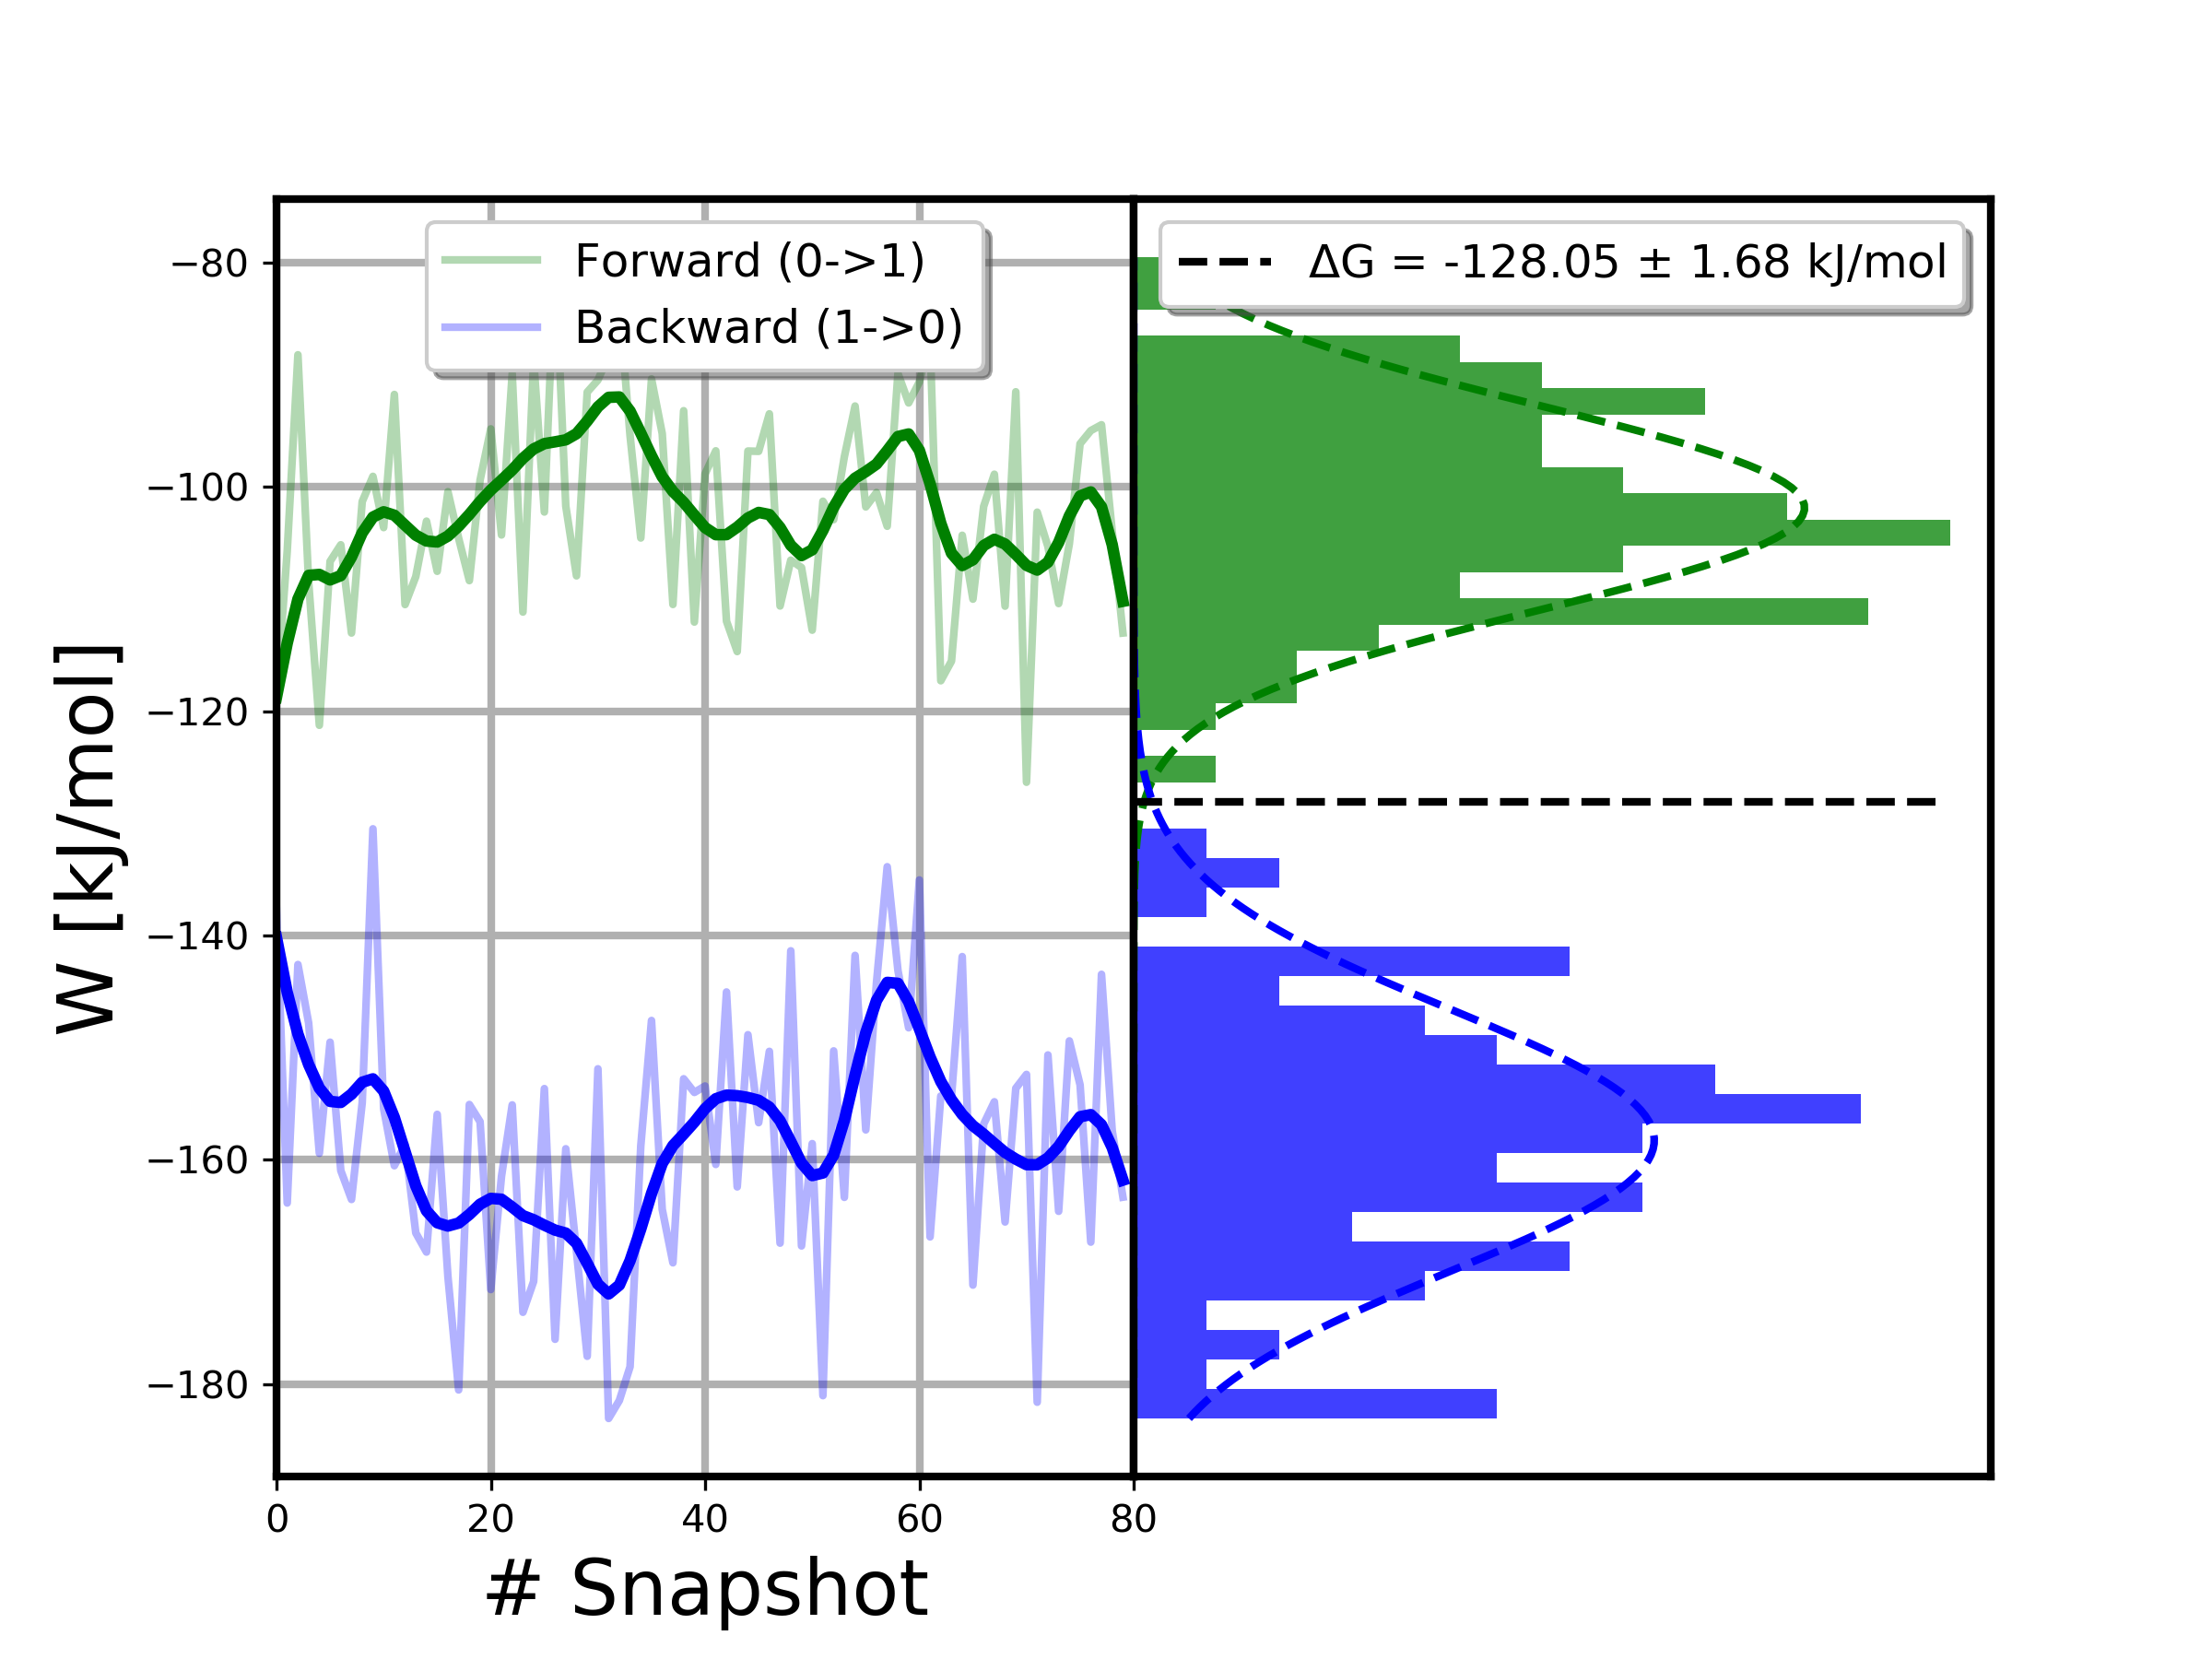 Forward (0->1)
Backward (1->0)
ΔG = -128.05 ± 1.68 kJ/mol
W [kJ/mol]
−80
−100
−120
−140
−160
−180
0 20 40 60 80
# Snapshot